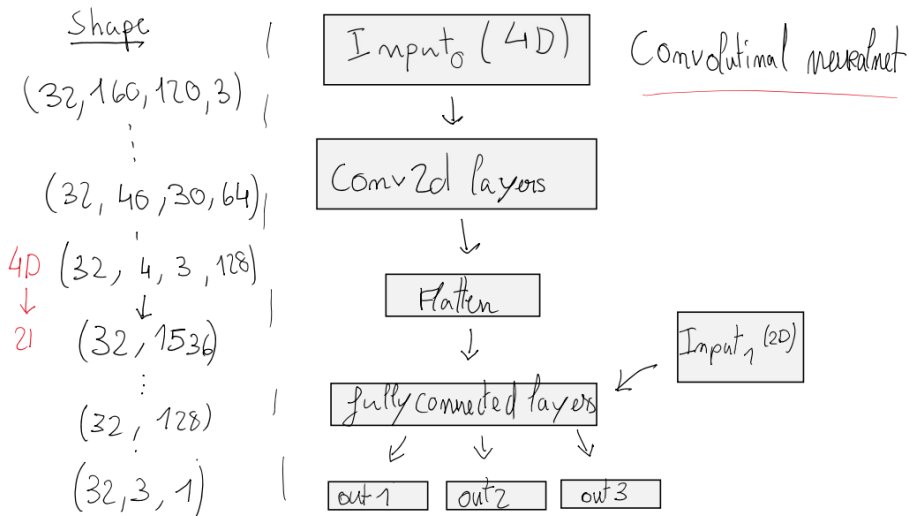 Shape
(32,160,120,3)
(32, 40, 30, 64)
4D (32, 4, 3, 128)
(32, 1536)
(32, 128)
(32, 3, 1)
Input0 (4D)
Conv2d layers
Flatten
Input1 (2D)
fully connected layers
out1 out2 out3
Convolutinal neuralnet